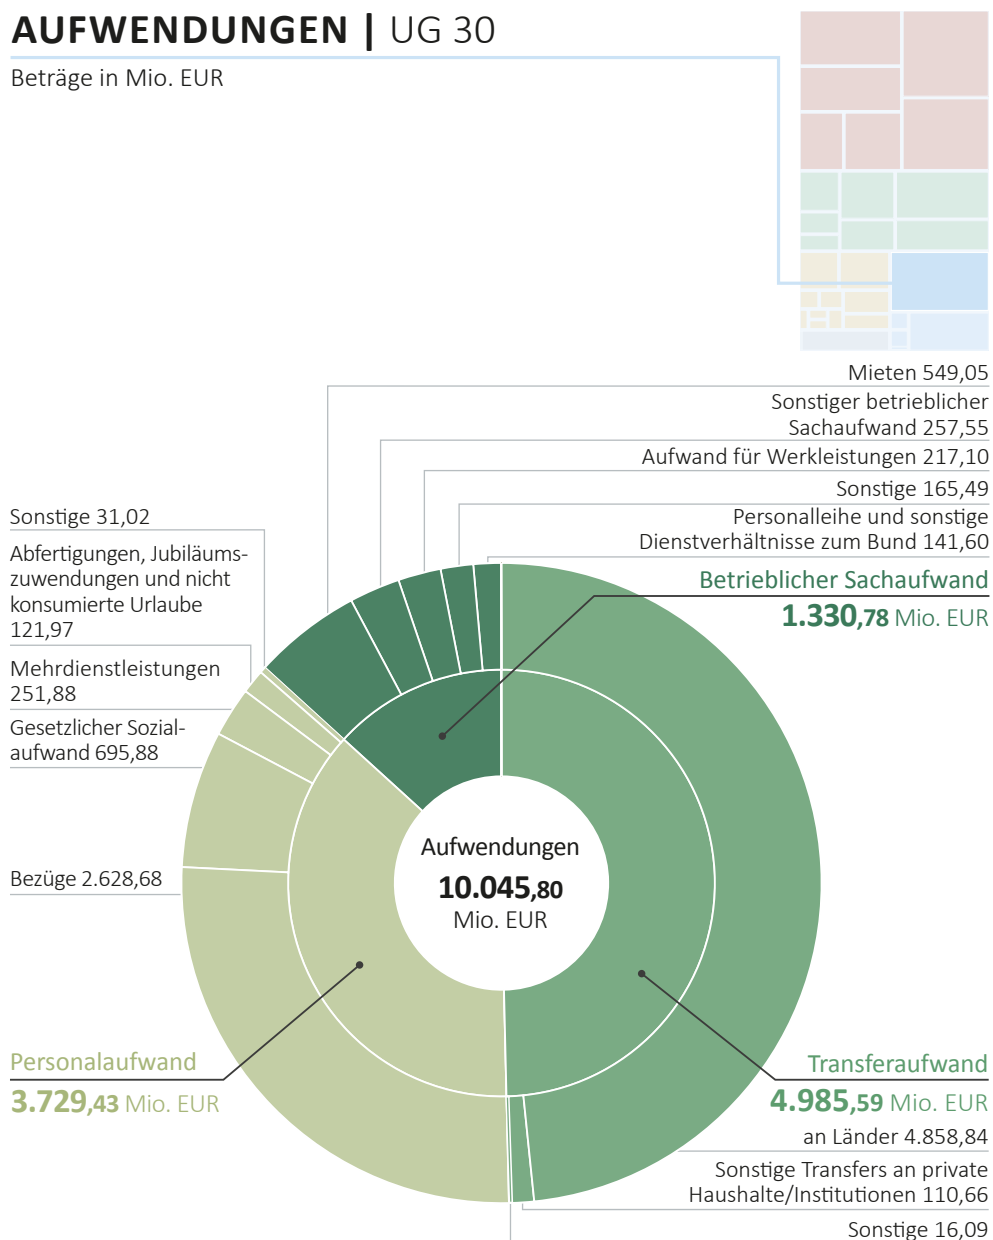 AUFWENDUNGEN | UG 30
Beträge in Mio. EUR
Mieten 549,05
Sonstiger betrieblicher
Sachaufwand 257,55
Aufwand für Werkleistungen 217,10
Sonstige 165,49
Personalleihe und sonstige
Dienstverhältnisse zum Bund 141,60
Betrieblicher Sachaufwand
1.330,78 Mio. EUR
Sonstige 31,02
Abfertigungen, Jubiläums-
zuwendungen und nicht
konsumierte Urlaube
121,97
Mehrdienstleistungen
251,88
Gesetzlicher Sozial-
aufwand 695,88
Bezüge 2.628,68
Aufwendungen
10.045,80
Mio. EUR
Personalaufwand
3.729,43 Mio. EUR
Transferaufwand
4.985,59 Mio. EUR
an Länder 4.858,84
Sonstige Transfers an private
Haushalte/Institutionen 110,66
Sonstige 16,09